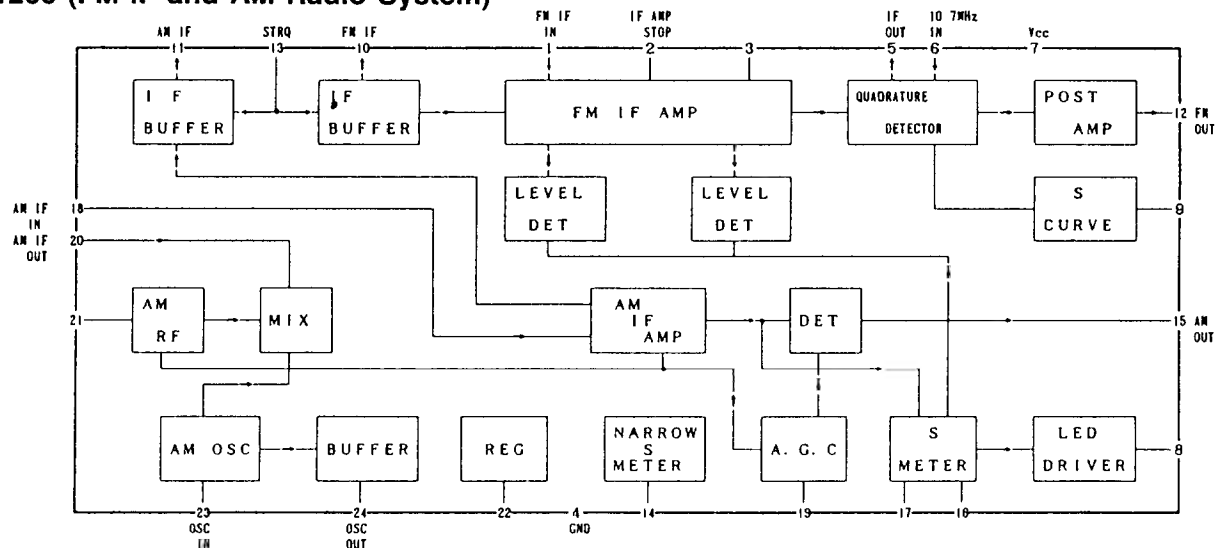 (FM IF and AM Radio System)
AM IF STRQ FM IF FM IF IN IF AMP STOP IF OUT 10 7MHz IN Vcc
11 13 10 1 2 3 5 6 7
IF BUFFER
IF BUFFER
FM IF AMP
QUADRATURE DETECTOR
POST AMP
12 FM OUT
LEVEL DET
LEVEL DET
S CURVE
9
AM IF IN 18
AM IF OUT 20
21
AM RF
MIX
AM IF AMP
DET
15 AM OUT
AM OSC
BUFFER
REG
NARROW S METER
A. G. C
S METER
LED DRIVER
8
23 24 22 4 14 19 17 16
OSC IN OSC OUT GND